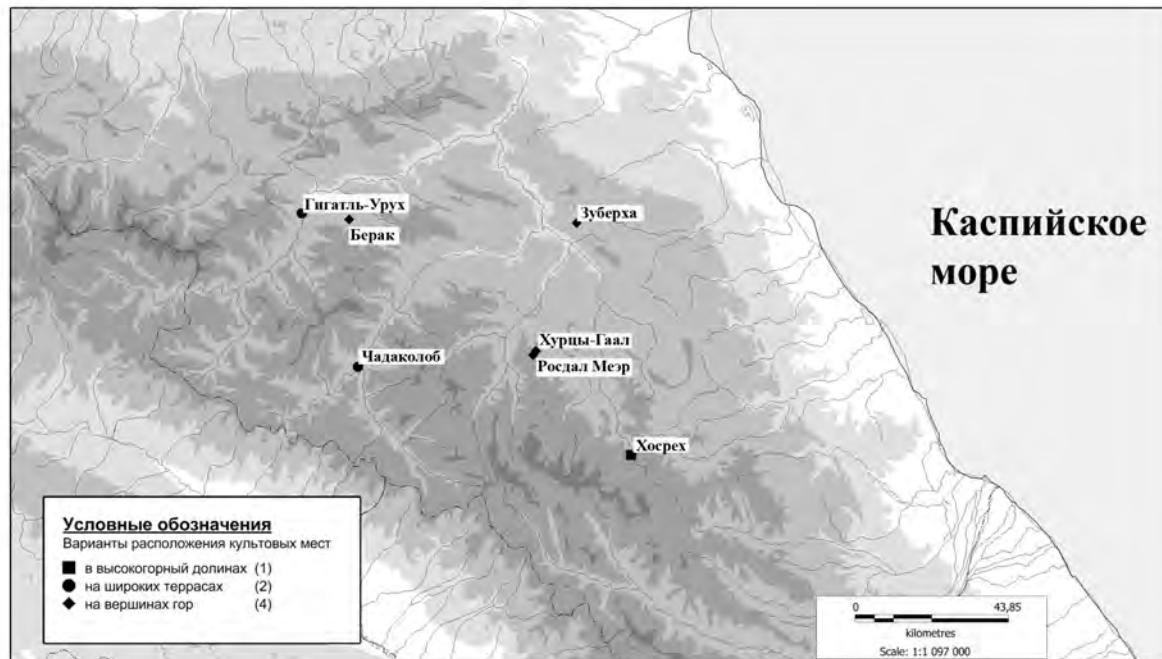 Гигатль-Урух
Берак
Зуберха
Каспийское
море
Хурцы-Гаал
Росдал Меэр
Чадаколоб
Хосрех
Условные обозначения
Варианты расположения культовых мест
в высокогорный долинах (1)
на широких террасах (2)
на вершинах гор (4)
0 43,85
kilometres
Scale: 1:1 097 000